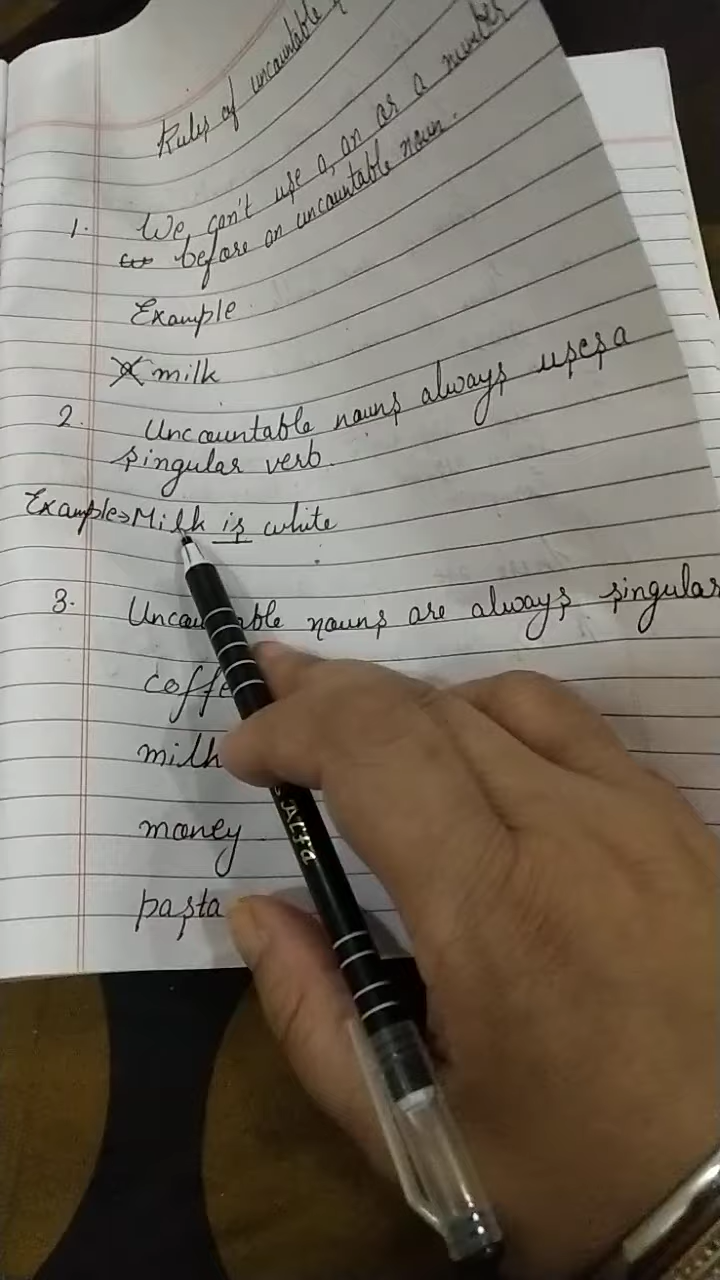 Rules of uncountable
1. We can't use a, an or a number
before an uncountable noun.
Example
a milk
2. Uncountable nouns always uses a
singular verb.
Example⇒ Milk is white
3. Uncountable nouns are always singular
coffe
milk
money
pasta
ALFA